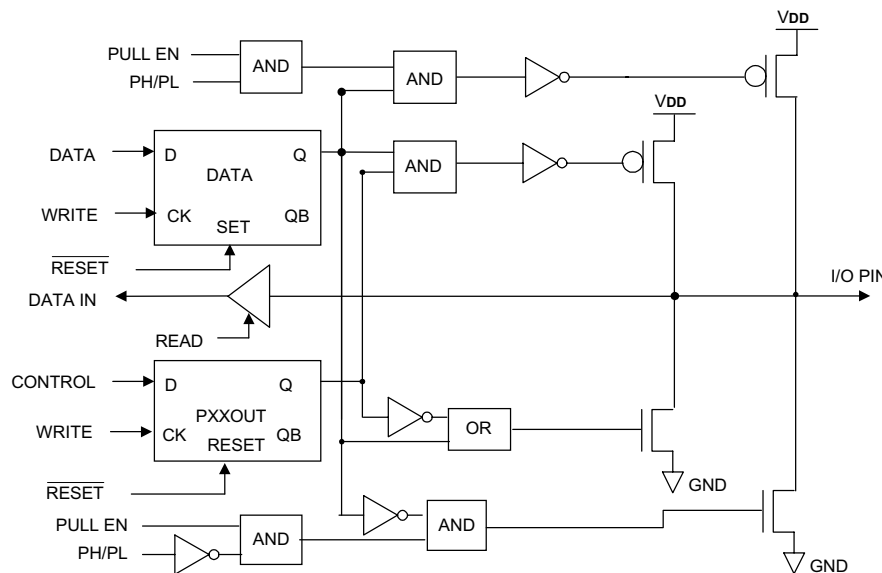 VDD
PULL EN
PH/PL
AND
AND
VDD
DATA
D
Q
DATA
AND
WRITE
CK
QB
SET
RESET
DATA IN
I/O PIN
READ
CONTROL
D
Q
PXXOUT
WRITE
CK
RESET
QB
OR
RESET
GND
PULL EN
AND
AND
PH/PL
GND